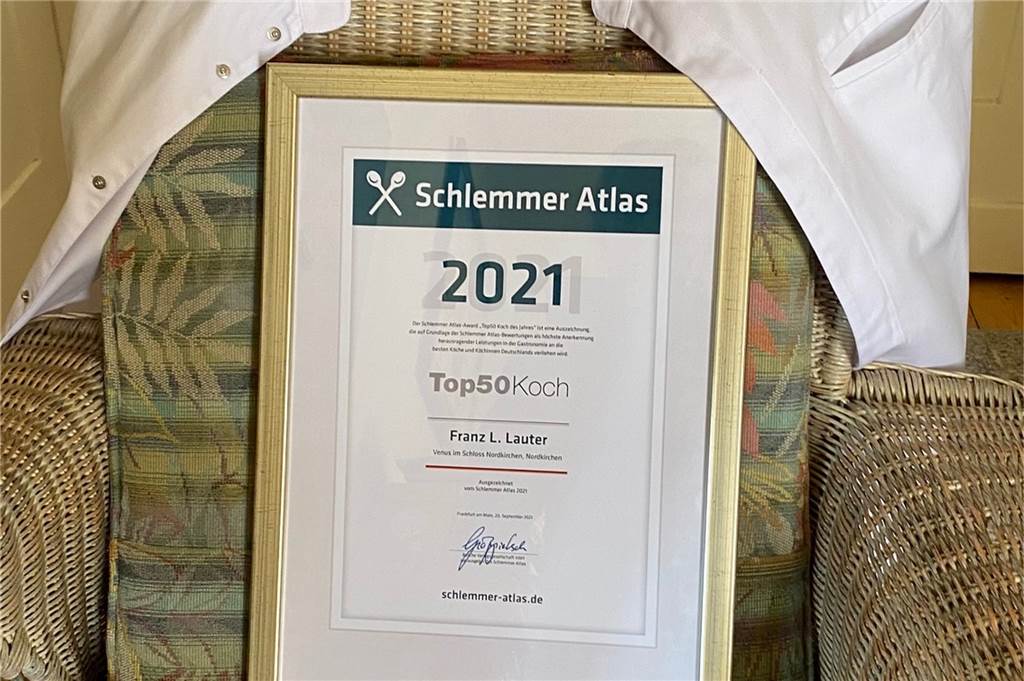 Schlemmer Atlas
2021
Der Schlemmer Atlas-Award „Top50 Koch des Jahres" ist eine Auszeichnung,
die auf Grundlage der Schlemmer Atlas-Bewertungen als höchste Anerkennung
herausragender Leistungen in der Gastronomie an die
besten Köche und Köchinnen Deutschlands verliehen wird.
Top50Koch
Franz L. Lauter
Venus im Schloss Nordkirchen, Nordkirchen
Ausgezeichnet
vom Schlemmer Atlas 2021
Frankfurt am Main, 20. September 2021
Schlemmer Atlas
schlemmer-atlas.de